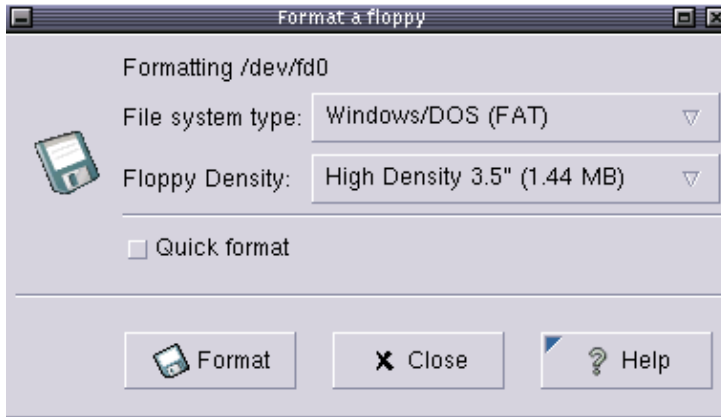 Format a floppy
Formatting /dev/fd0
File system type: Windows/DOS (FAT)
Floppy Density: High Density 3.5" (1.44 MB)
Quick format
Format Close Help